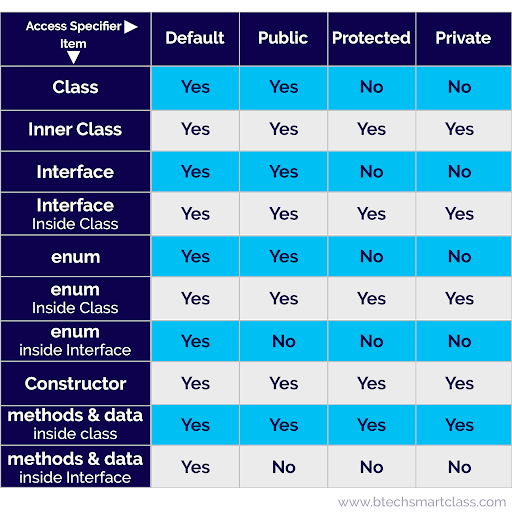 Access Specifier
Item
Default Public Protected Private
Class Yes Yes No No
Inner Class Yes Yes Yes Yes
Interface Yes Yes No No
Interface
Inside Class Yes Yes Yes Yes
enum Yes Yes No No
enum
Inside Class Yes Yes Yes Yes
enum
inside Interface Yes No No No
Constructor Yes Yes Yes Yes
methods & data
inside class Yes Yes Yes Yes
methods & data
inside Interface Yes No No No
www.btechsmartclass.com